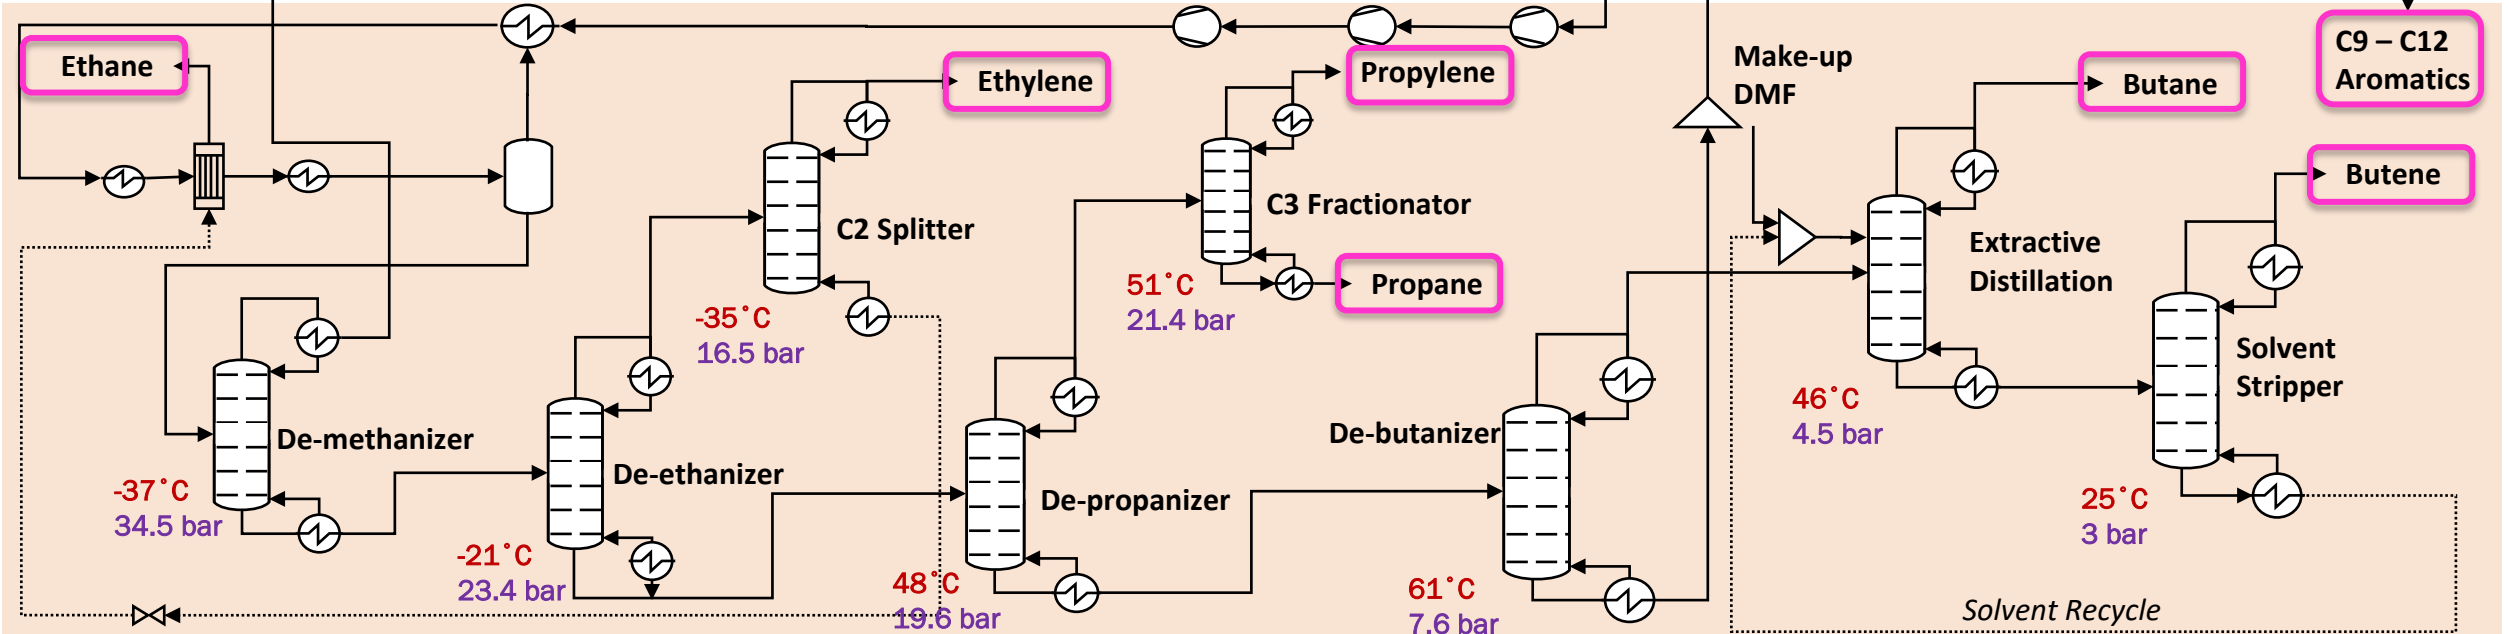 Ethane
Ethylene
Propylene
Make-up
DMF
Butane
C9 – C12
Aromatics
Butene
C2 Splitter
C3 Fractionator
Extractive
Distillation
-35˚C
16.5 bar
51˚C
21.4 bar
Propane
Solvent
Stripper
46˚C
4.5 bar
De-methanizer
De-ethanizer
De-propanizer
De-butanizer
-37˚C
34.5 bar
-21˚C
23.4 bar
48˚C
19.6 bar
61˚C
7.6 bar
25˚C
3 bar
Solvent Recycle